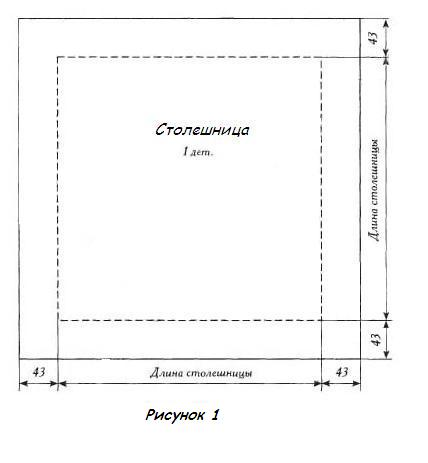 43
Столешница
1 дет.
Длина столешницы
43
43
Длина столешницы
43
Рисунок 1